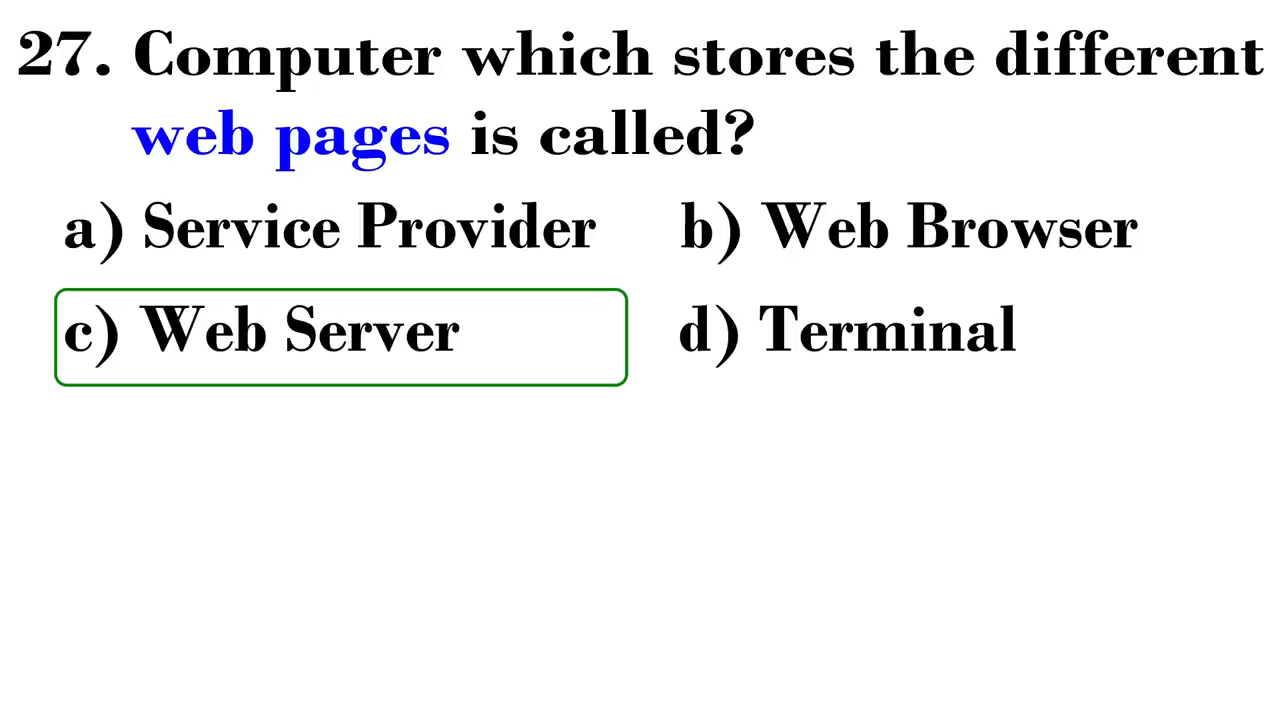 27. Computer which stores the different
web pages is called?
a) Service Provider b) Web Browser
c) Web Server d) Terminal